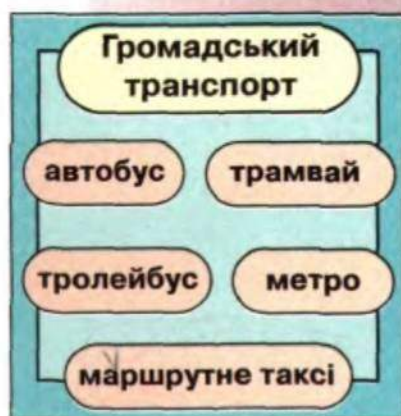 Громадський
транспорт
автобус
трамвай
тролейбус
метро
маршрутне таксі